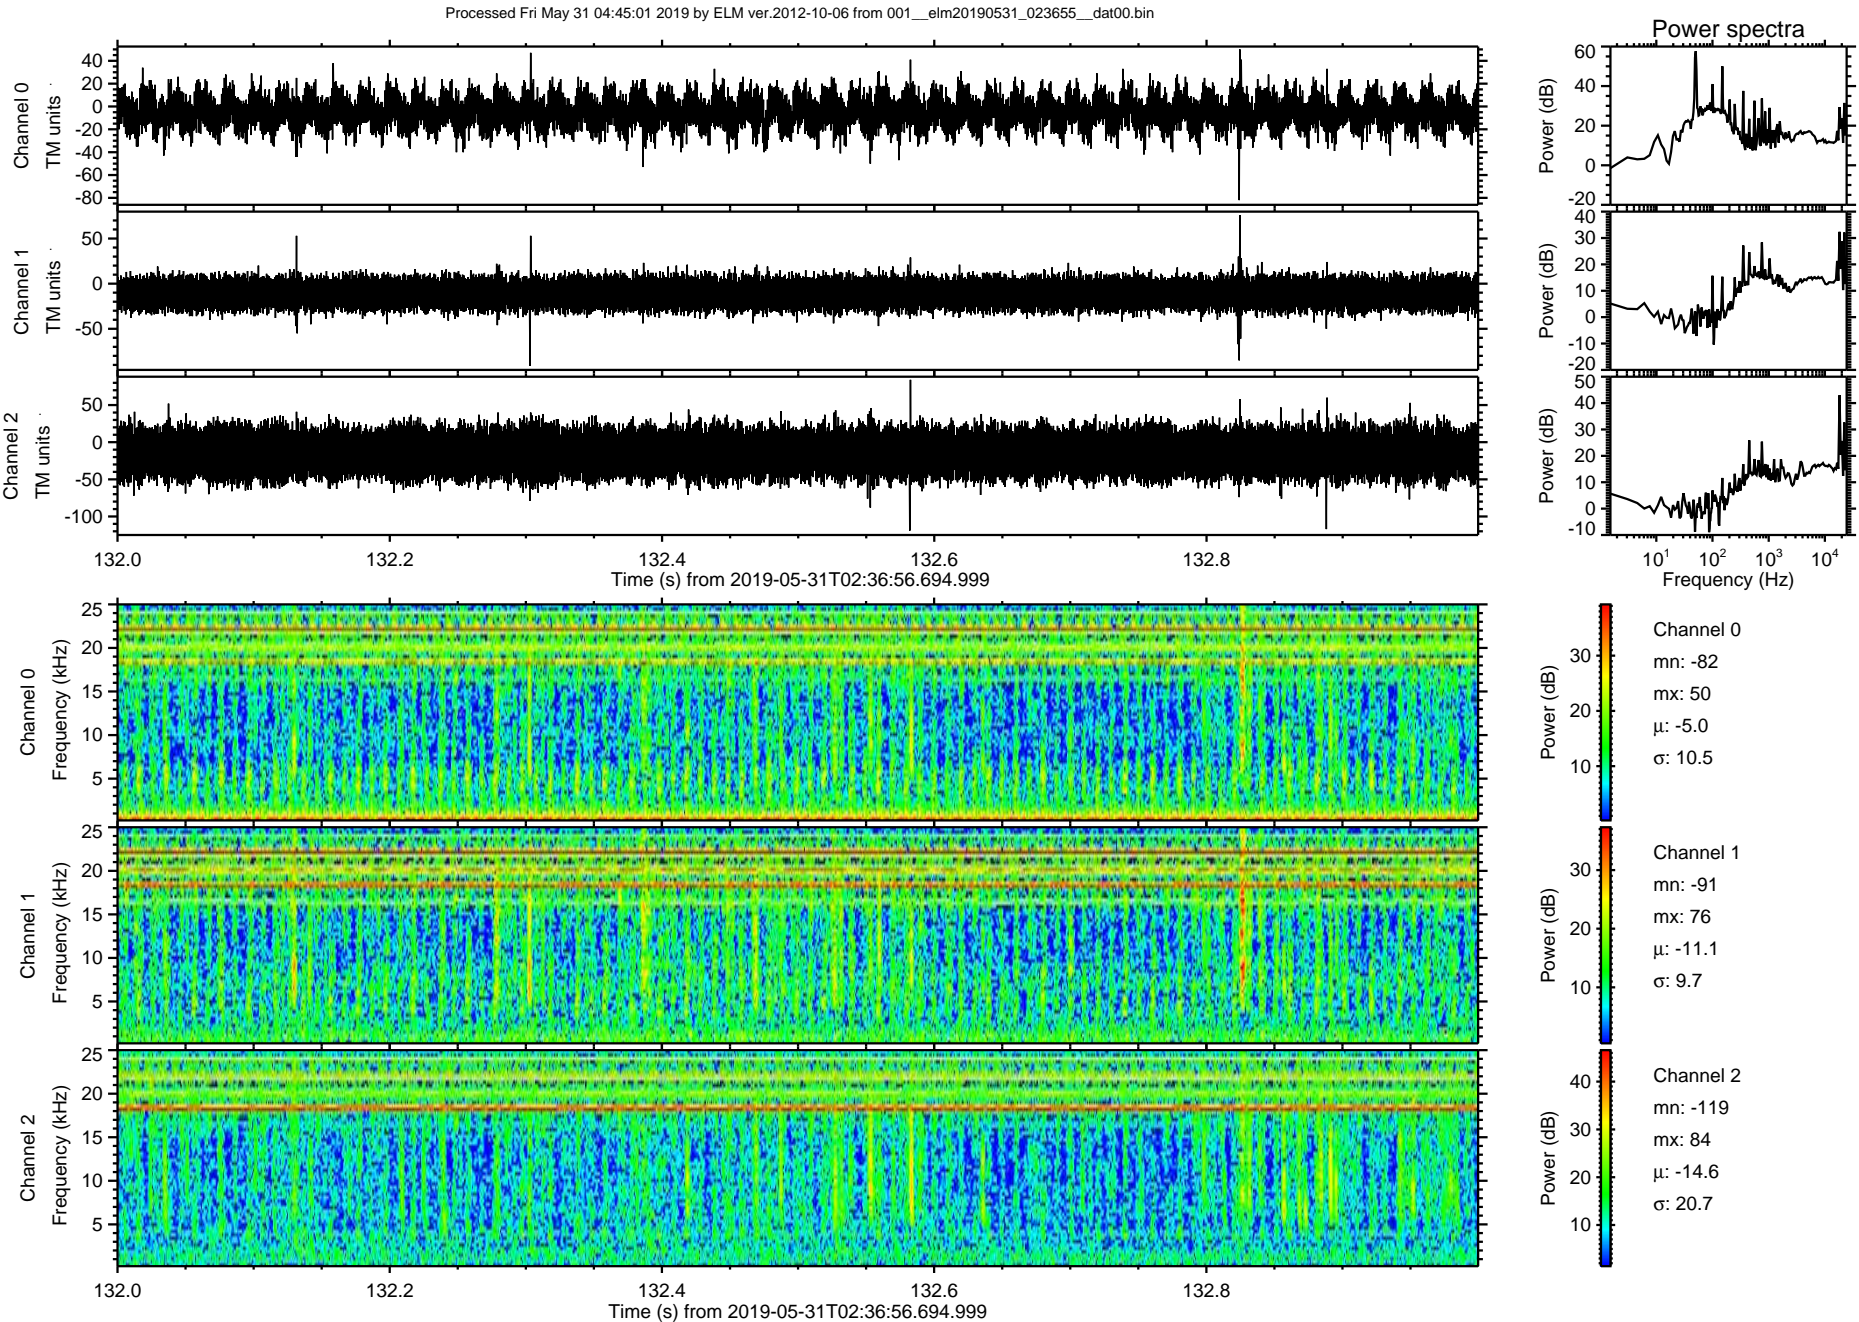 Processed Fri May 31 04:45:01 2019 by ELM ver.2012-10-06 from 001__elm20190531_023655__dat00.bin
Power spectra
Channel 0
TM units
40
20
0
-20
-40
-60
-80
Power (dB)
60
40
20
0
-20
Channel 1
TM units
50
0
-50
Power (dB)
40
30
20
10
0
-10
-20
Channel 2
TM units
50
0
-50
-100
Power (dB)
50
40
30
20
10
0
-10
132.0 132.2 132.4 132.6 132.8
Time (s) from 2019-05-31T02:36:56.694.999
10¹ 10² 10³ 10⁴
Frequency (Hz)
Channel 0
Frequency (kHz)
25
20
15
10
5
Power (dB)
30
20
10
Channel 0
mn: -82
mx: 50
μ: -5.0
σ: 10.5
Channel 1
Frequency (kHz)
25
20
15
10
5
Power (dB)
30
20
10
Channel 1
mn: -91
mx: 76
μ: -11.1
σ: 9.7
Channel 2
Frequency (kHz)
25
20
15
10
5
Power (dB)
40
30
20
10
Channel 2
mn: -119
mx: 84
μ: -14.6
σ: 20.7
132.0 132.2 132.4 132.6 132.8
Time (s) from 2019-05-31T02:36:56.694.999